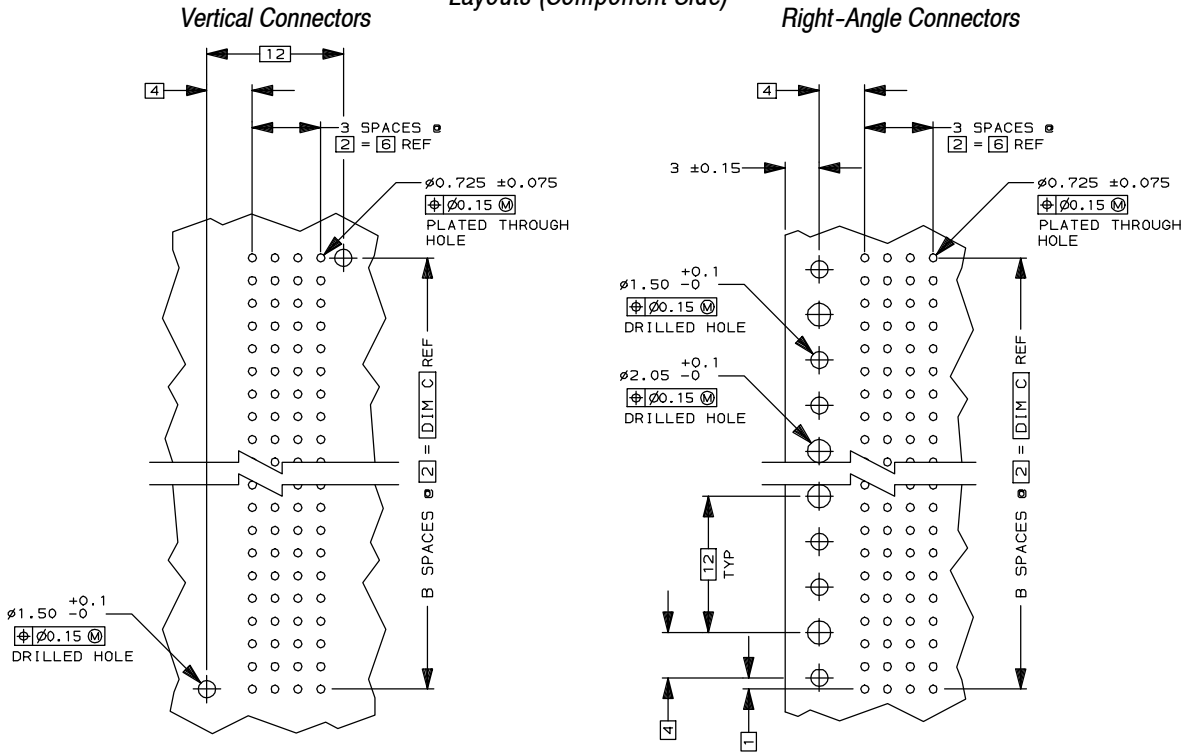 Layouts (Component Side)
Vertical Connectors
Right-Angle Connectors
12
4
3 SPACES @
2 = 6 REF
ø0.725 ±0.075
⌖ ø0.15 Ⓜ
PLATED THROUGH
HOLE
B SPACES @ 2 = DIM C REF
ø1.50 +0.1 -0
⌖ ø0.15 Ⓜ
DRILLED HOLE
4
3 SPACES @
2 = 6 REF
3 ±0.15
ø0.725 ±0.075
⌖ ø0.15 Ⓜ
PLATED THROUGH
HOLE
ø1.50 +0.1 -0
⌖ ø0.15 Ⓜ
DRILLED HOLE
ø2.05 +0.1 -0
⌖ ø0.15 Ⓜ
DRILLED HOLE
12 TYP
B SPACES @ 2 = DIM C REF
4
1